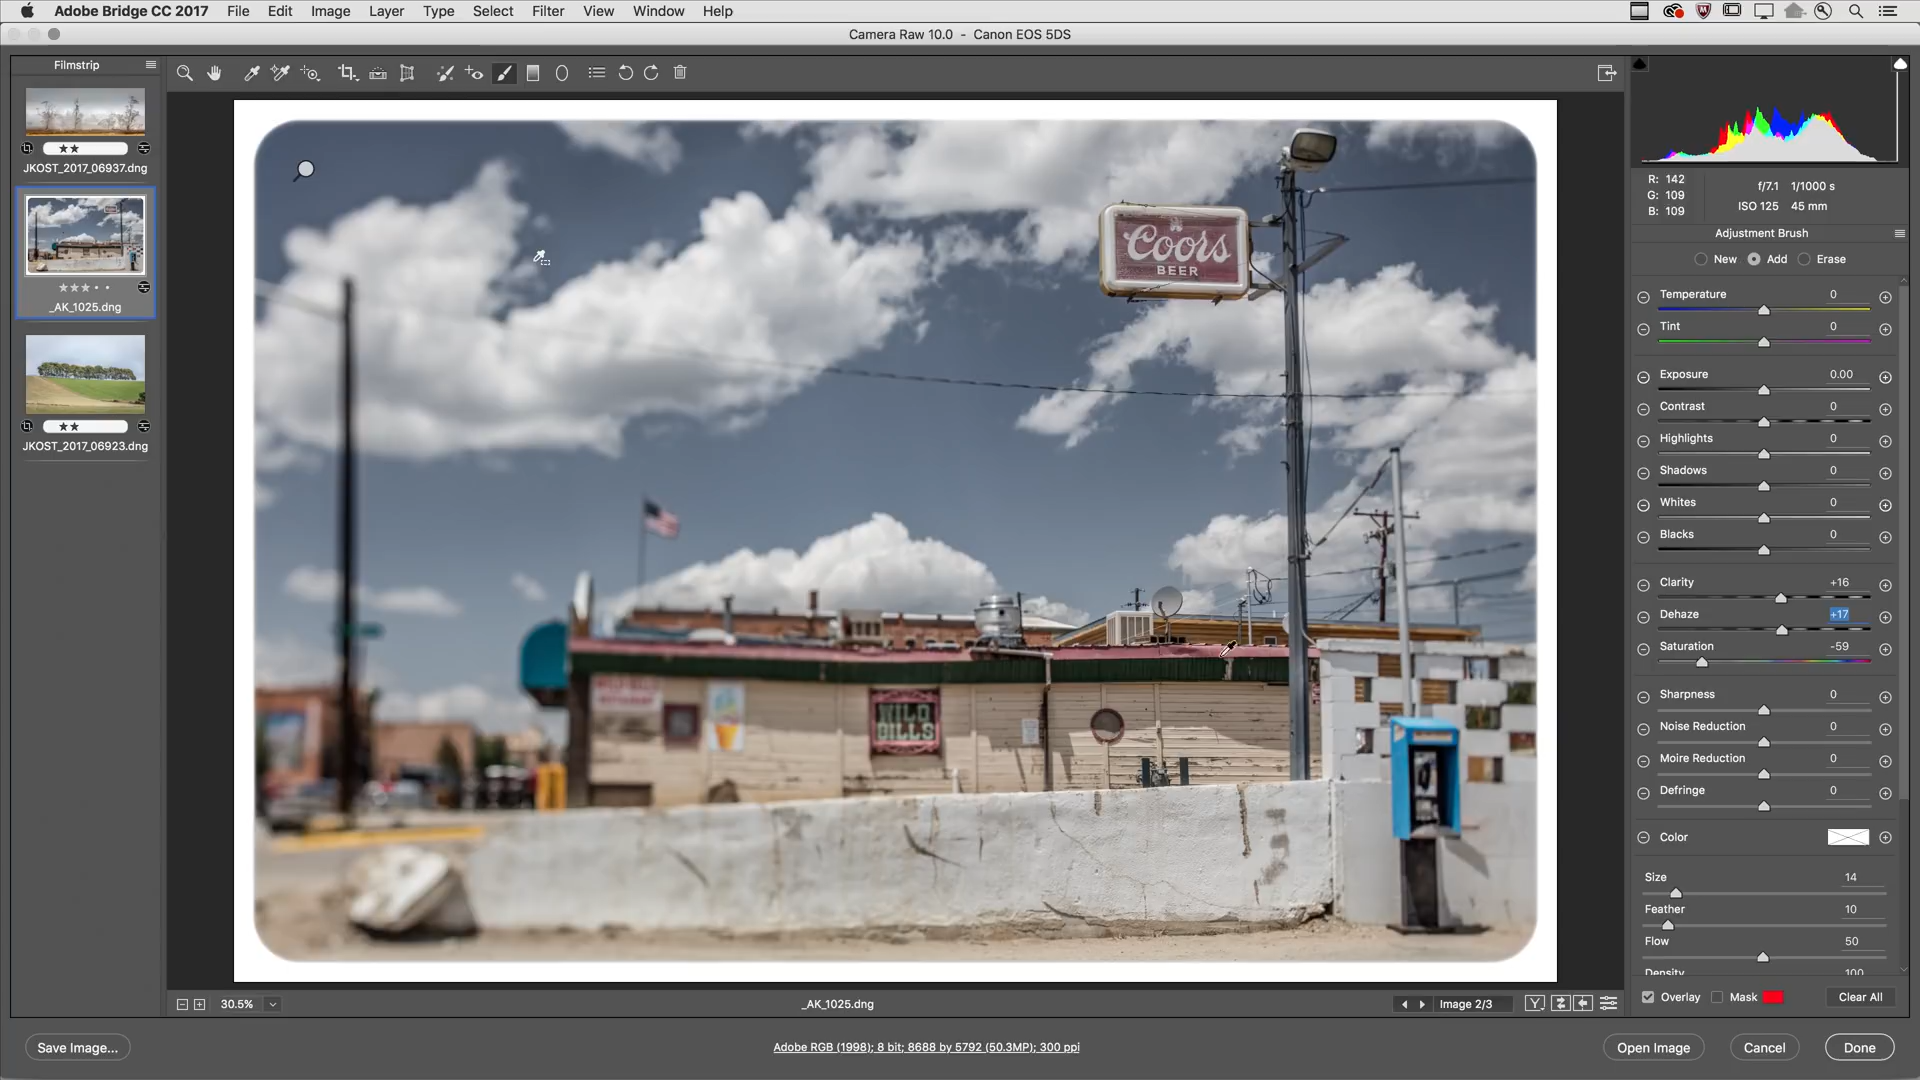 Adobe Bridge CC 2017 File Edit Image Layer Type Select Filter View Window Help
Camera Raw 10.0 - Canon EOS 5DS
Filmstrip
JKOST_2017_06937.dng
_AK_1025.dng
JKOST_2017_06923.dng
Coors
BEER
WILD
BILLS
R: 142
G: 109
B: 109
f/7.1 1/1000 s
ISO 125 45 mm
Adjustment Brush
New Add Erase
Temperature 0
Tint 0
Exposure 0.00
Contrast 0
Highlights 0
Shadows 0
Whites 0
Blacks 0
Clarity +16
Dehaze +17
Saturation -59
Sharpness 0
Noise Reduction 0
Moire Reduction 0
Defringe 0
Color
Size 14
Feather 10
Flow 50
Density 100
Overlay Mask Clear All
30.5% _AK_1025.dng Image 2/3 Y
Save Image... Adobe RGB (1998); 8 bit; 8688 by 5792 (50.3MP); 300 ppi Open Image Cancel Done